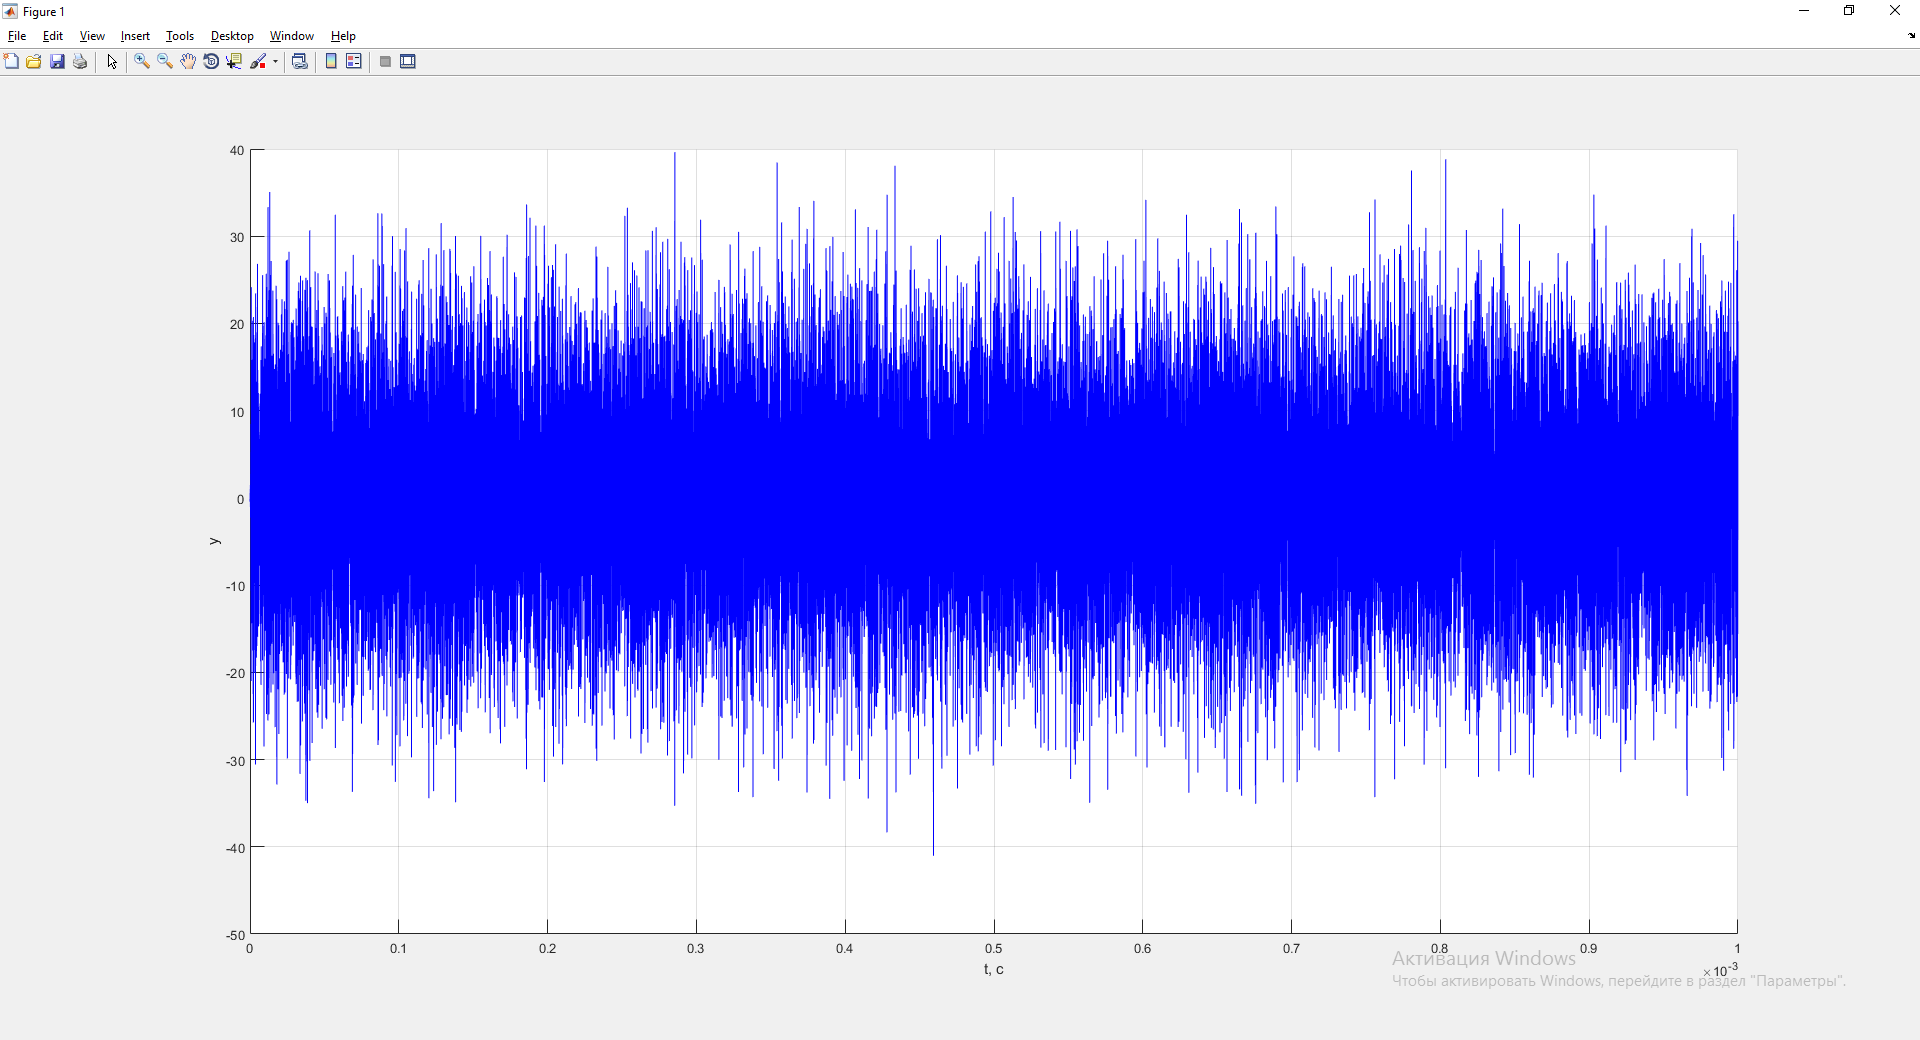 Figure 1
File Edit View Insert Tools Desktop Window Help
40
30
20
10
0
-10
-20
-30
-40
-50
y
0 0.1 0.2 0.3 0.4 0.5 0.6 0.7 0.8 0.9 1
t, c
×10-3
Активация Windows
Чтобы активировать Windows, перейдите в раздел "Параметры".